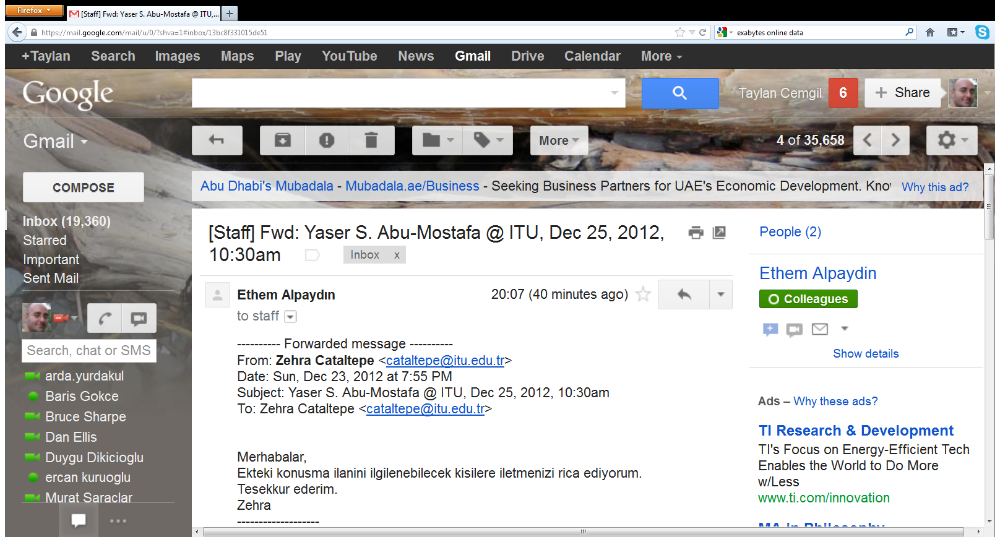 Firefox
[Staff] Fwd: Yaser S. Abu-Mostafa @ ITU,...
https://mail.google.com/mail/u/0/?shva=1#inbox/13bc8f331015de51
exabytes online data
+Taylan Search Images Maps Play YouTube News Gmail Drive Calendar More
Google
Taylan Cemgil 6 + Share
Gmail
More
4 of 35,658
COMPOSE
Inbox (19,360)
Starred
Important
Sent Mail
Search, chat or SMS
arda.yurdakul
Baris Gokce
Bruce Sharpe
Dan Ellis
Duygu Dikicioglu
ercan kuruoglu
Murat Saraclar
Abu Dhabi's Mubadala - Mubadala.ae/Business - Seeking Business Partners for UAE's Economic Development. Know
Why this ad?
[Staff] Fwd: Yaser S. Abu-Mostafa @ ITU, Dec 25, 2012,
10:30am
Inbox x
Ethem Alpaydın
20:07 (40 minutes ago)
to staff
---------- Forwarded message ----------
From: Zehra Cataltepe <cataltepe@itu.edu.tr>
Date: Sun, Dec 23, 2012 at 7:55 PM
Subject: Yaser S. Abu-Mostafa @ ITU, Dec 25, 2012, 10:30am
To: Zehra Cataltepe <cataltepe@itu.edu.tr>
Merhabalar,
Ekteki konusma ilanini ilgilenebilecek kisilere iletmenizi rica ediyorum.
Tesekkur ederim.
Zehra
-------------------
People (2)
Ethem Alpaydin
Colleagues
Show details
Ads – Why these ads?
TI Research & Development
TI's Focus on Energy-Efficient Tech
Enables the World to Do More
w/Less
www.ti.com/innovation
MA in Philosophy